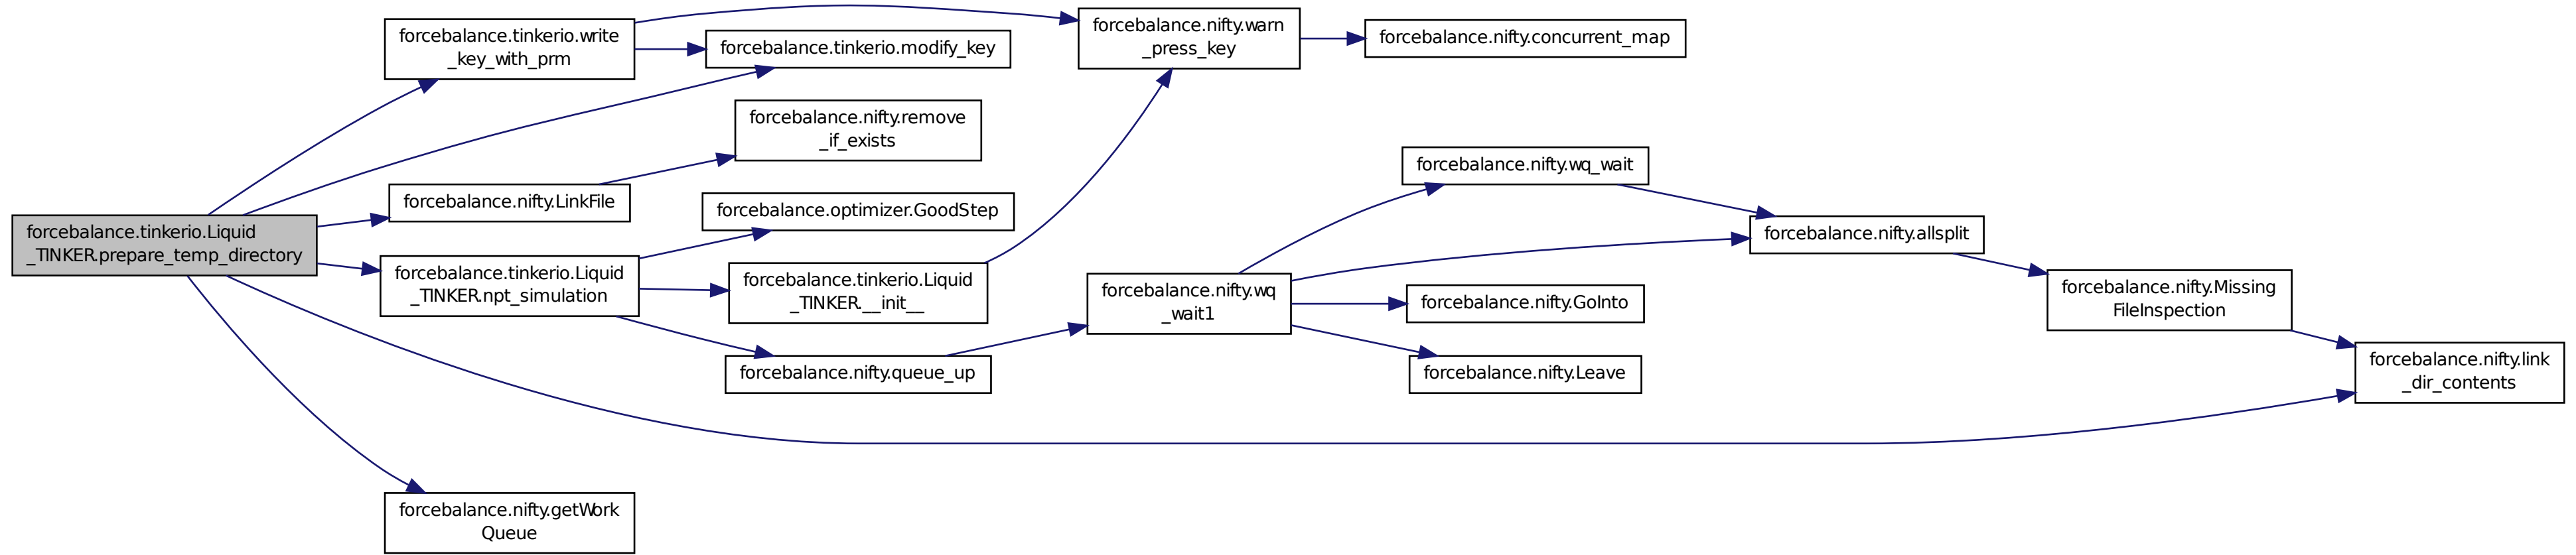 forcebalance.tinkerio.Liquid
_TINKER.prepare_temp_directory
forcebalance.tinkerio.write
_key_with_prm
forcebalance.tinkerio.modify_key
forcebalance.nifty.warn
_press_key
forcebalance.nifty.concurrent_map
forcebalance.nifty.LinkFile
forcebalance.nifty.remove
_if_exists
forcebalance.tinkerio.Liquid
_TINKER.npt_simulation
forcebalance.optimizer.GoodStep
forcebalance.tinkerio.Liquid
_TINKER.__init__
forcebalance.nifty.queue_up
forcebalance.nifty.wq
_wait1
forcebalance.nifty.wq_wait
forcebalance.nifty.allsplit
forcebalance.nifty.GoInto
forcebalance.nifty.Leave
forcebalance.nifty.Missing
FileInspection
forcebalance.nifty.link
_dir_contents
forcebalance.nifty.getWork
Queue